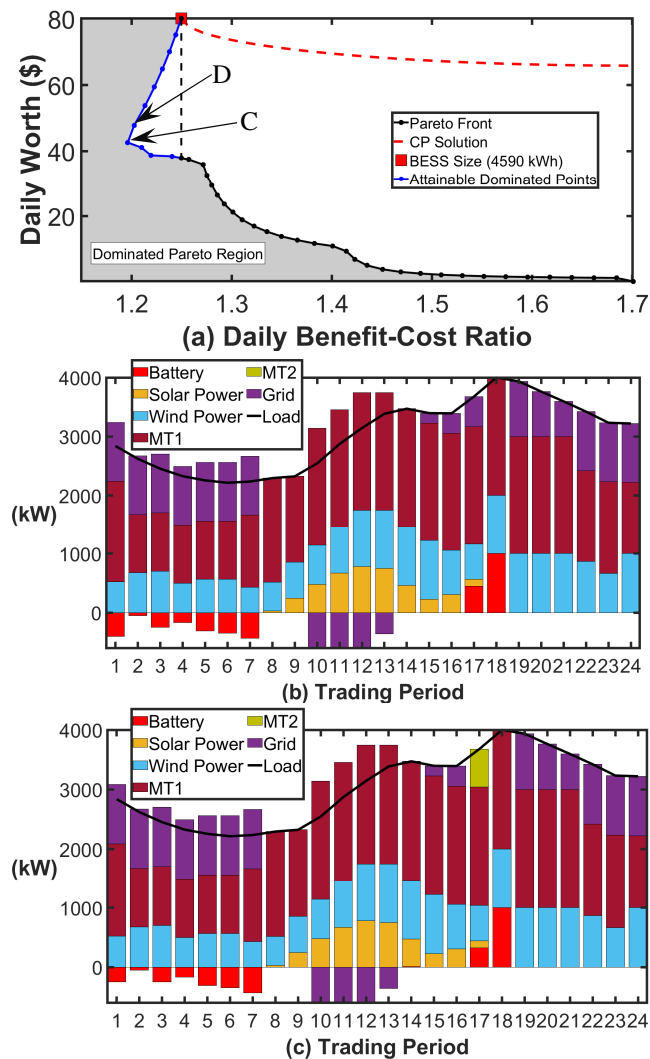 80
60
40
20
Daily Worth ($)
D
C
Pareto Front
CP Solution
BESS Size (4590 kWh)
Attainable Dominated Points
Dominated Pareto Region
1.2 1.3 1.4 1.5 1.6 1.7
(a) Daily Benefit-Cost Ratio
Battery MT2
Solar Power Grid
Wind Power Load
MT1
4000
3000
2000
1000
0
(kW)
1 2 3 4 5 6 7 8 9 10 11 12 13 14 15 16 17 18 19 20 21 22 23 24
(b) Trading Period
Battery MT2
Solar Power Grid
Wind Power Load
MT1
4000
3000
2000
1000
0
(kW)
1 2 3 4 5 6 7 8 9 10 11 12 13 14 15 16 17 18 19 20 21 22 23 24
(c) Trading Period